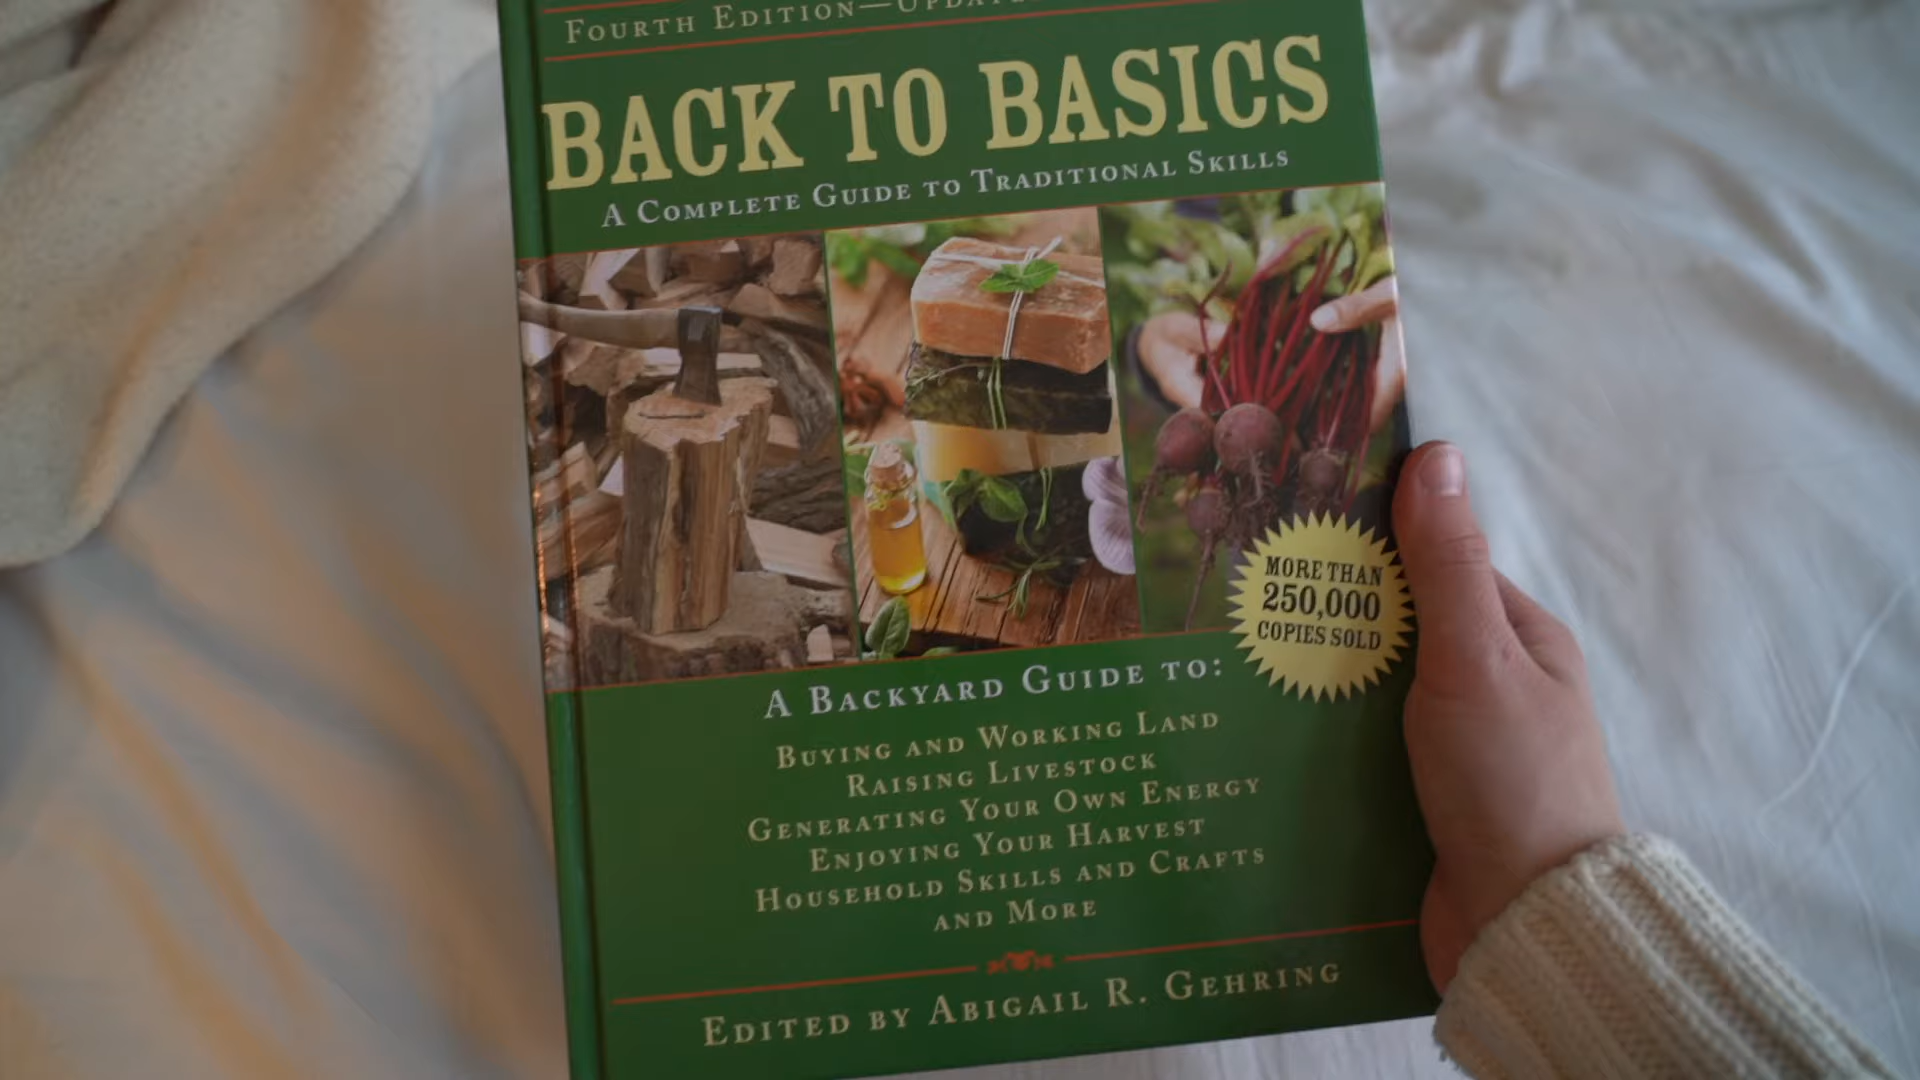 FOURTH EDITION—
BACK TO BASICS
A COMPLETE GUIDE TO TRADITIONAL SKILLS
MORE THAN
250,000
COPIES SOLD
A BACKYARD GUIDE TO:
BUYING AND WORKING LAND
RAISING LIVESTOCK
GENERATING YOUR OWN ENERGY
ENJOYING YOUR HARVEST
HOUSEHOLD SKILLS AND CRAFTS
AND MORE
EDITED BY ABIGAIL R. GEHRING